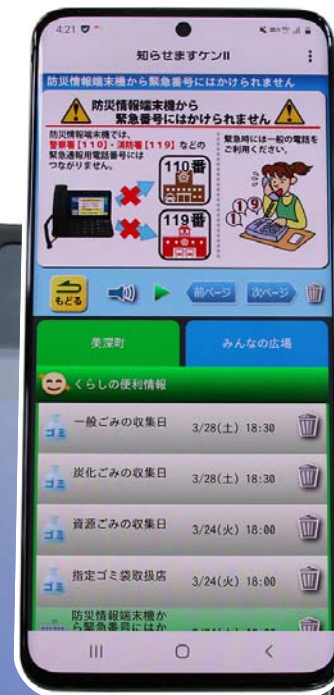 4:21
知らせますケンII
防災情報端末機から緊急番号にはかけられません
防災情報端末機から
緊急番号にはかけられません
防災情報端末機では、
警察署【110】・消防署【119】などの
緊急通報用電話番号には
つながりません。
110番
119番
緊急時には一般の電話を
ご利用ください。
119
もどる
前ページ
次ページ
美深町
みんなの広場
くらしの便利情報
ゴミ
一般ごみの収集日
3/28(土) 18:30
ゴミ
炭化ごみの収集日
3/28(土) 18:30
ゴミ
資源ごみの収集日
3/24(火) 18:00
ゴミ
指定ゴミ袋取扱店
3/24(火) 18:00
防災情報端末機か
ら緊急番号にはか